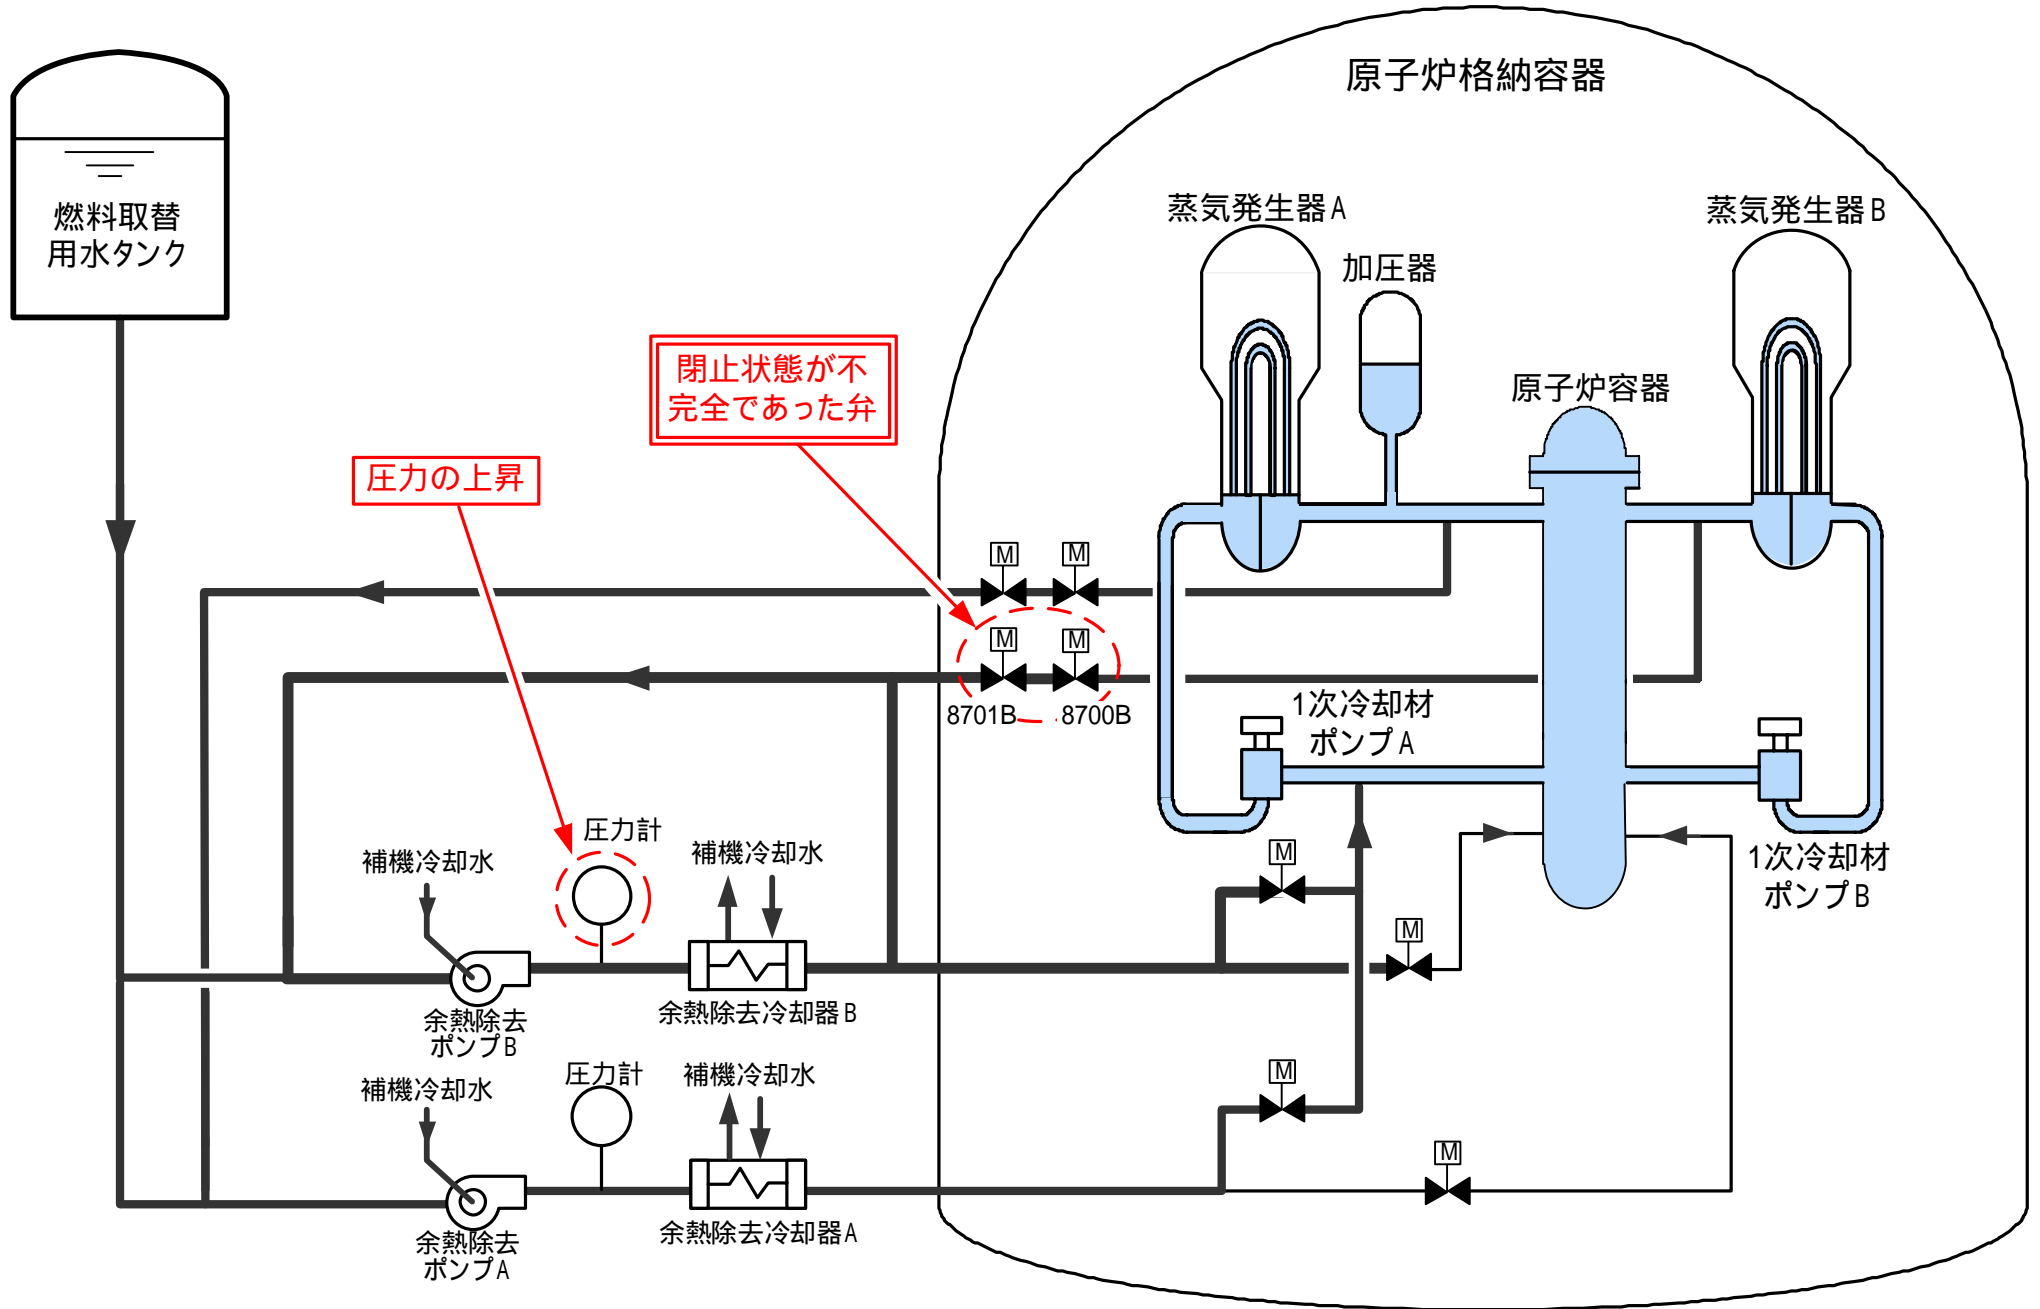 原子炉格納容器
燃料取替
用水タンク
蒸気発生器A
蒸気発生器B
加圧器
原子炉容器
閉止状態が不
完全であった弁
圧力の上昇
M
M
M
M
8701B
8700B
1次冷却材
ポンプA
1次冷却材
ポンプB
圧力計
補機冷却水
補機冷却水
M
M
余熱除去
ポンプB
余熱除去冷却器B
圧力計
補機冷却水
補機冷却水
M
M
余熱除去
ポンプA
余熱除去冷却器A